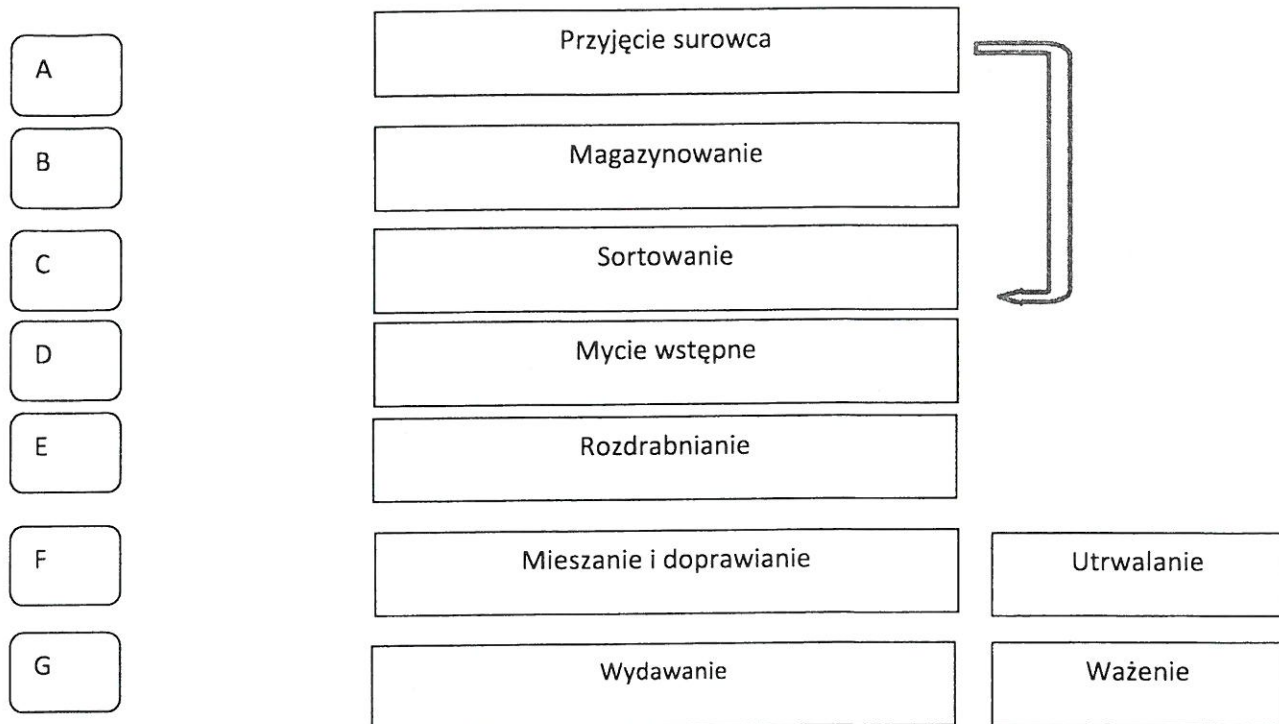 A
Przyjęcie surowca
B
Magazynowanie
C
Sortowanie
D
Mycie wstępne
E
Rozdrabnianie
F
Mieszanie i doprawianie
Utrwalanie
G
Wydawanie
Ważenie